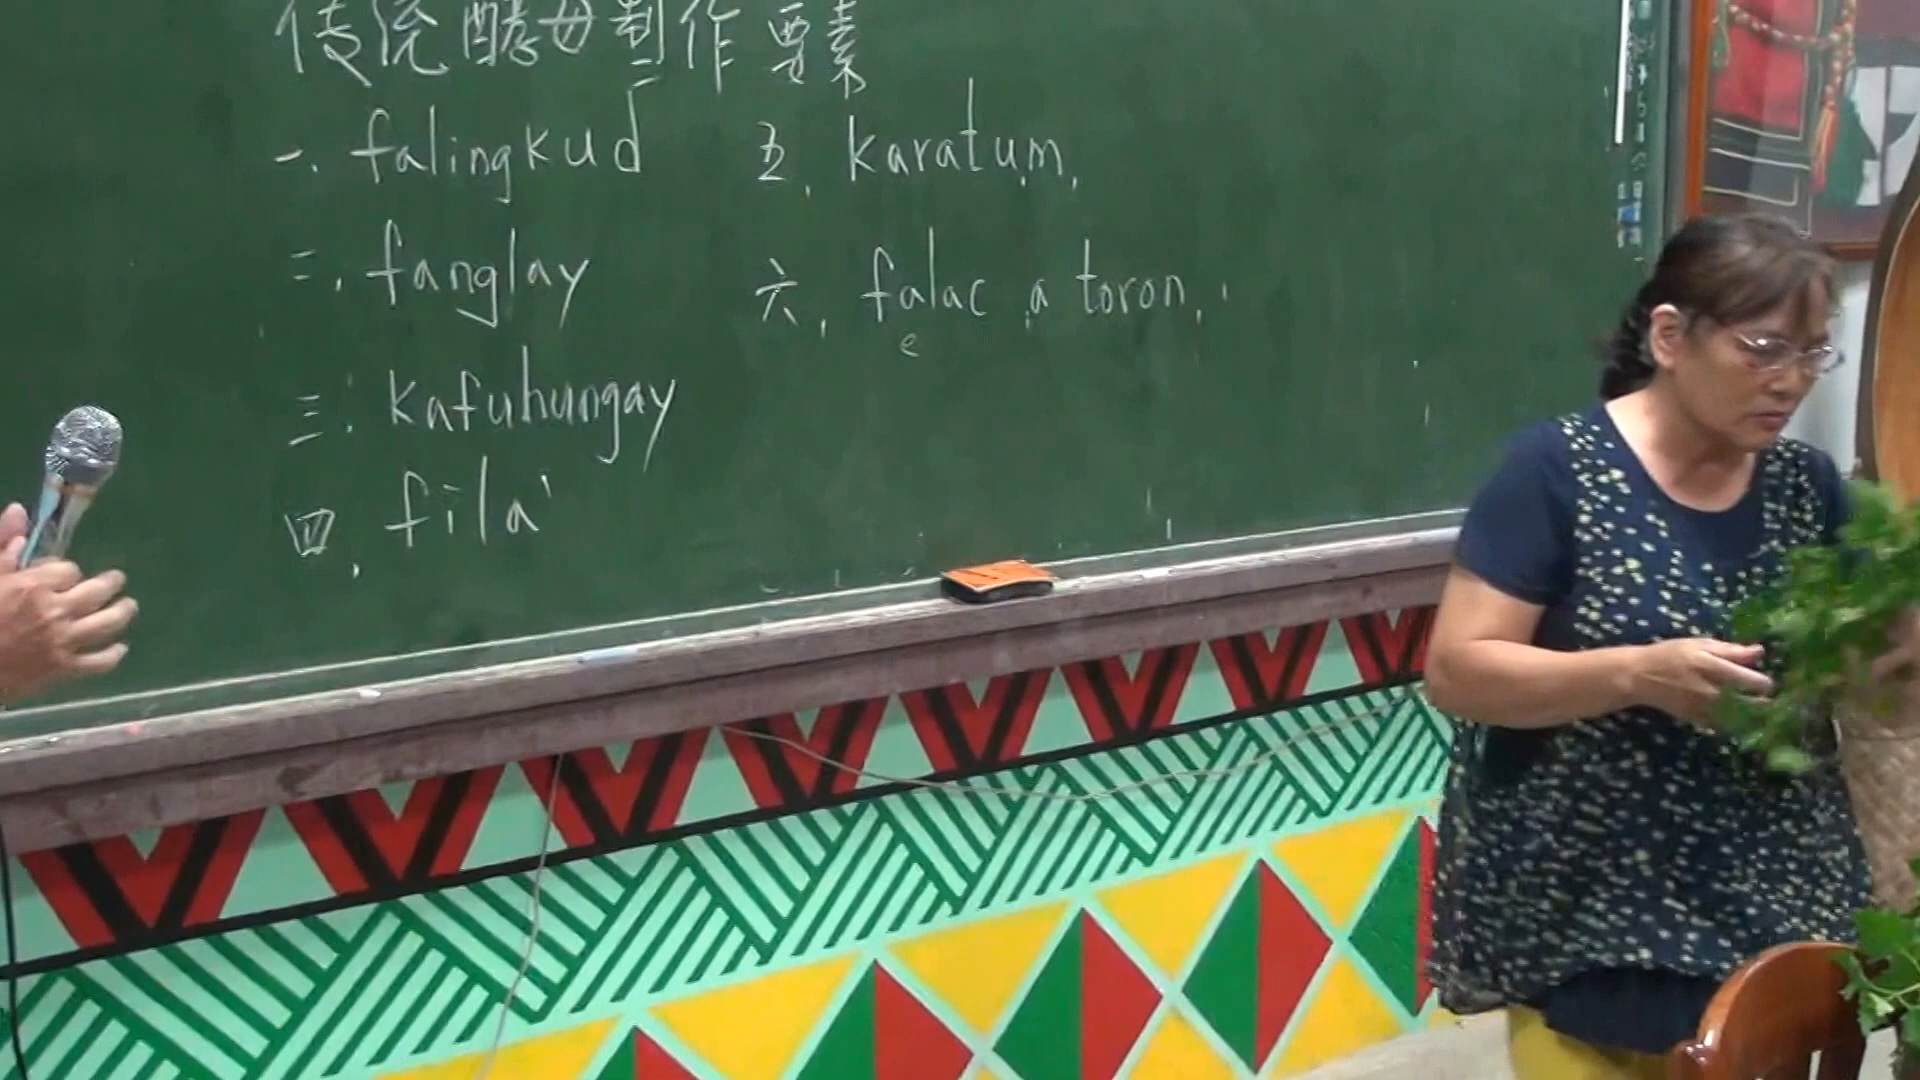 传统酵母制作要素
一. falingkud
二. fanglay
三. kafuhungay
四. fila'
五. karatum,
六. falac a toron,
e